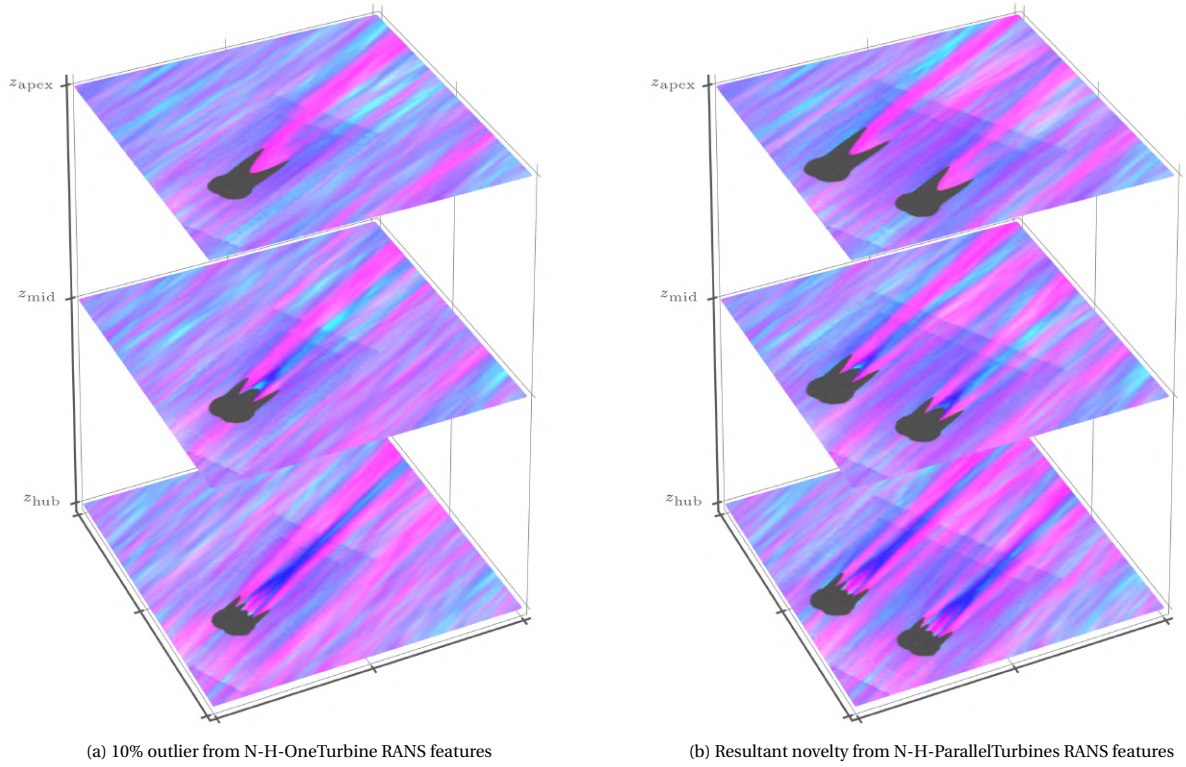 z_apex
z_mid
z_hub
z_apex
z_mid
z_hub
(a) 10% outlier from N-H-OneTurbine RANS features
(b) Resultant novelty from N-H-ParallelTurbines RANS features